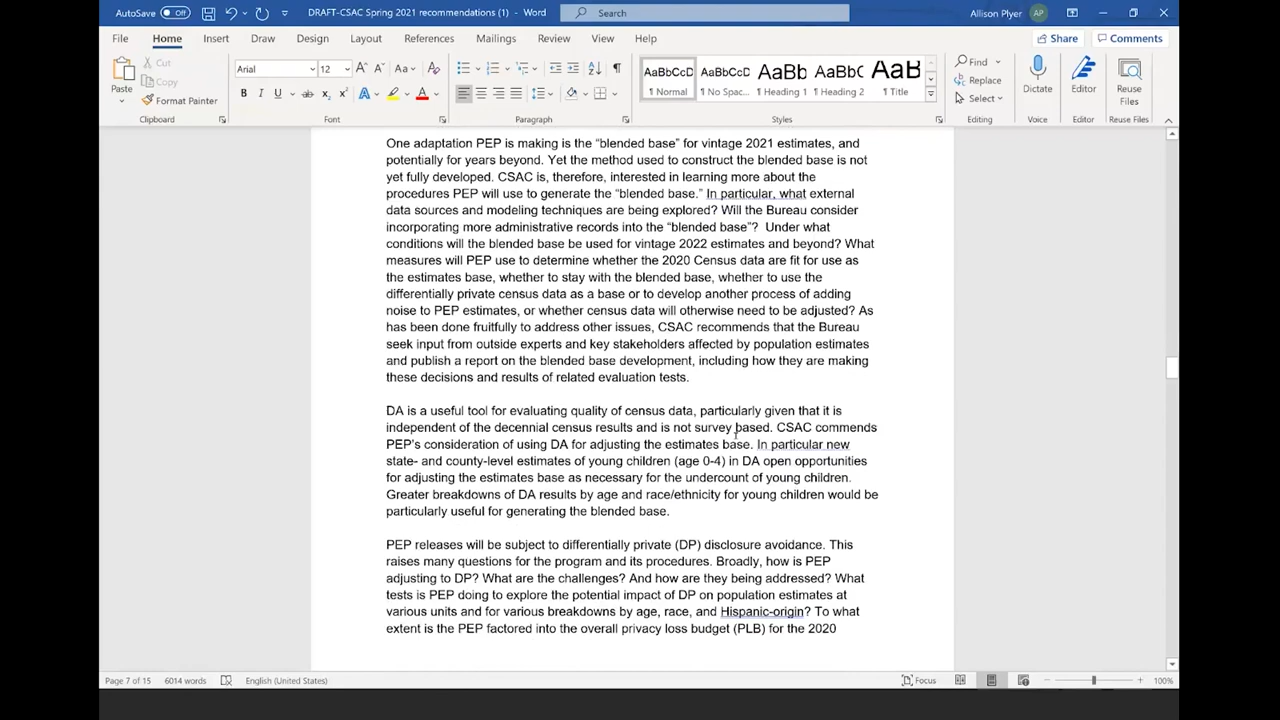 AutoSave Off
DRAFT-CSAC Spring 2021 recommendations (1) - Word
Search
Allison Plyer AP
File Home Insert Draw Design Layout References Mailings Review View Help
Share Comments
Paste
Cut
Copy
Format Painter
Clipboard
Arial 12
Font
Paragraph
AaBbCcD AaBbCcD AaBb AaBbC AaB
¶ Normal ¶ No Spac... ¶ Heading 1 ¶ Heading 2 ¶ Title
Styles
Find
Replace
Select
Editing
Dictate
Voice
Editor
Editor
Reuse Files
Reuse Files
One adaptation PEP is making is the “blended base” for vintage 2021 estimates, and
potentially for years beyond. Yet the method used to construct the blended base is not
yet fully developed. CSAC is, therefore, interested in learning more about the
procedures PEP will use to generate the “blended base.” In particular, what external
data sources and modeling techniques are being explored? Will the Bureau consider
incorporating more administrative records into the “blended base”?  Under what
conditions will the blended base be used for vintage 2022 estimates and beyond? What
measures will PEP use to determine whether the 2020 Census data are fit for use as
the estimates base, whether to stay with the blended base, whether to use the
differentially private census data as a base or to develop another process of adding
noise to PEP estimates, or whether census data will otherwise need to be adjusted? As
has been done fruitfully to address other issues, CSAC recommends that the Bureau
seek input from outside experts and key stakeholders affected by population estimates
and publish a report on the blended base development, including how they are making
these decisions and results of related evaluation tests.
DA is a useful tool for evaluating quality of census data, particularly given that it is
independent of the decennial census results and is not survey based. CSAC commends
PEP’s consideration of using DA for adjusting the estimates base. In particular new
state- and county-level estimates of young children (age 0-4) in DA open opportunities
for adjusting the estimates base as necessary for the undercount of young children.
Greater breakdowns of DA results by age and race/ethnicity for young children would be
particularly useful for generating the blended base.
PEP releases will be subject to differentially private (DP) disclosure avoidance. This
raises many questions for the program and its procedures. Broadly, how is PEP
adjusting to DP? What are the challenges? And how are they being addressed? What
tests is PEP doing to explore the potential impact of DP on population estimates at
various units and for various breakdowns by age, race, and Hispanic-origin? To what
extent is the PEP factored into the overall privacy loss budget (PLB) for the 2020
Page 7 of 15 6014 words English (United States) Focus 100%